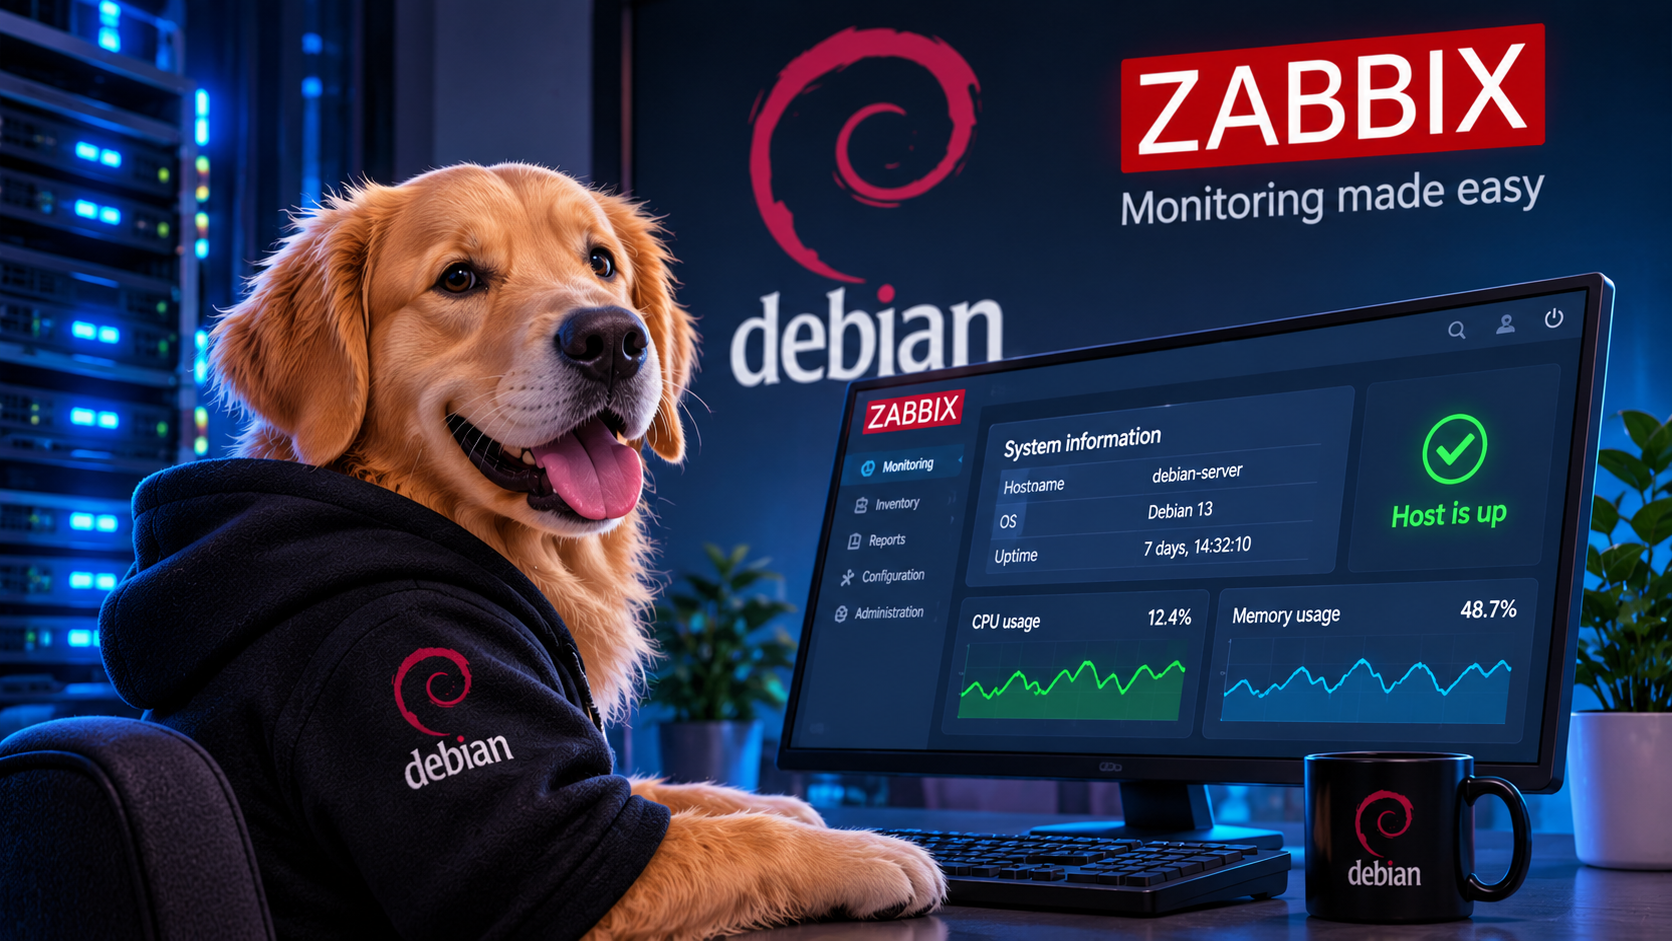 debian
ZABBIX
Monitoring made easy
ZABBIX
Monitoring
Inventory
Reports
Configuration
Administration
System information
Hostname debian-server
OS Debian 13
Uptime 7 days, 14:32:10
Host is up
CPU usage 12.4%
Memory usage 48.7%
debian
debian